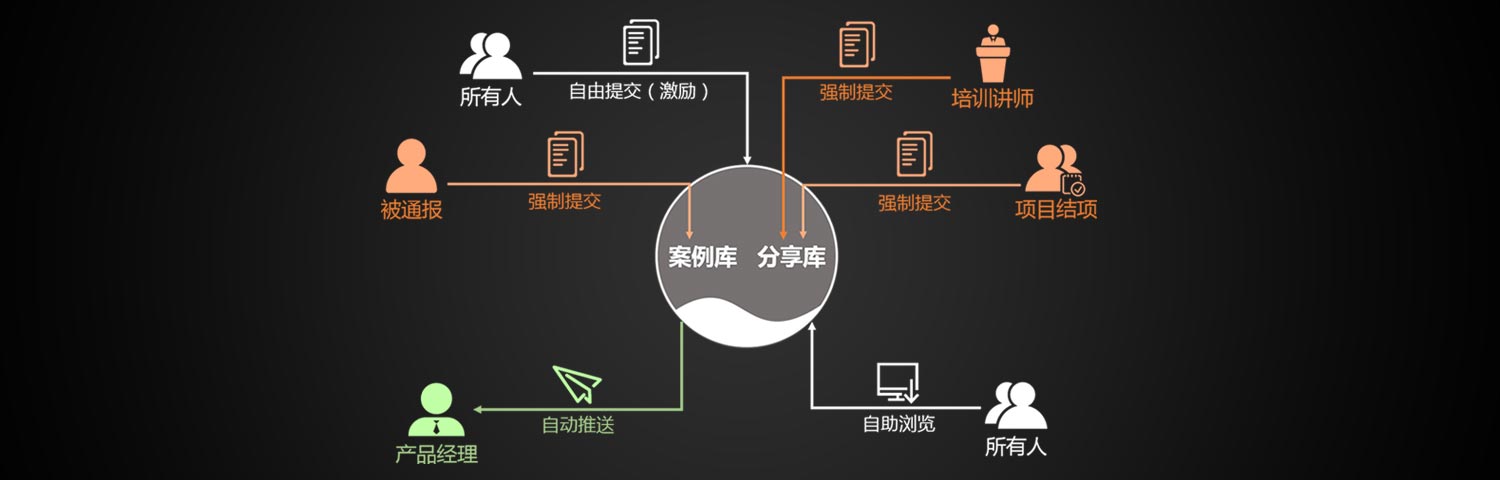 所有人
自由提交（激励）
强制提交
培训讲师
被通报
强制提交
强制提交
项目结项
案例库 分享库
产品经理
自动推送
自助浏览
所有人